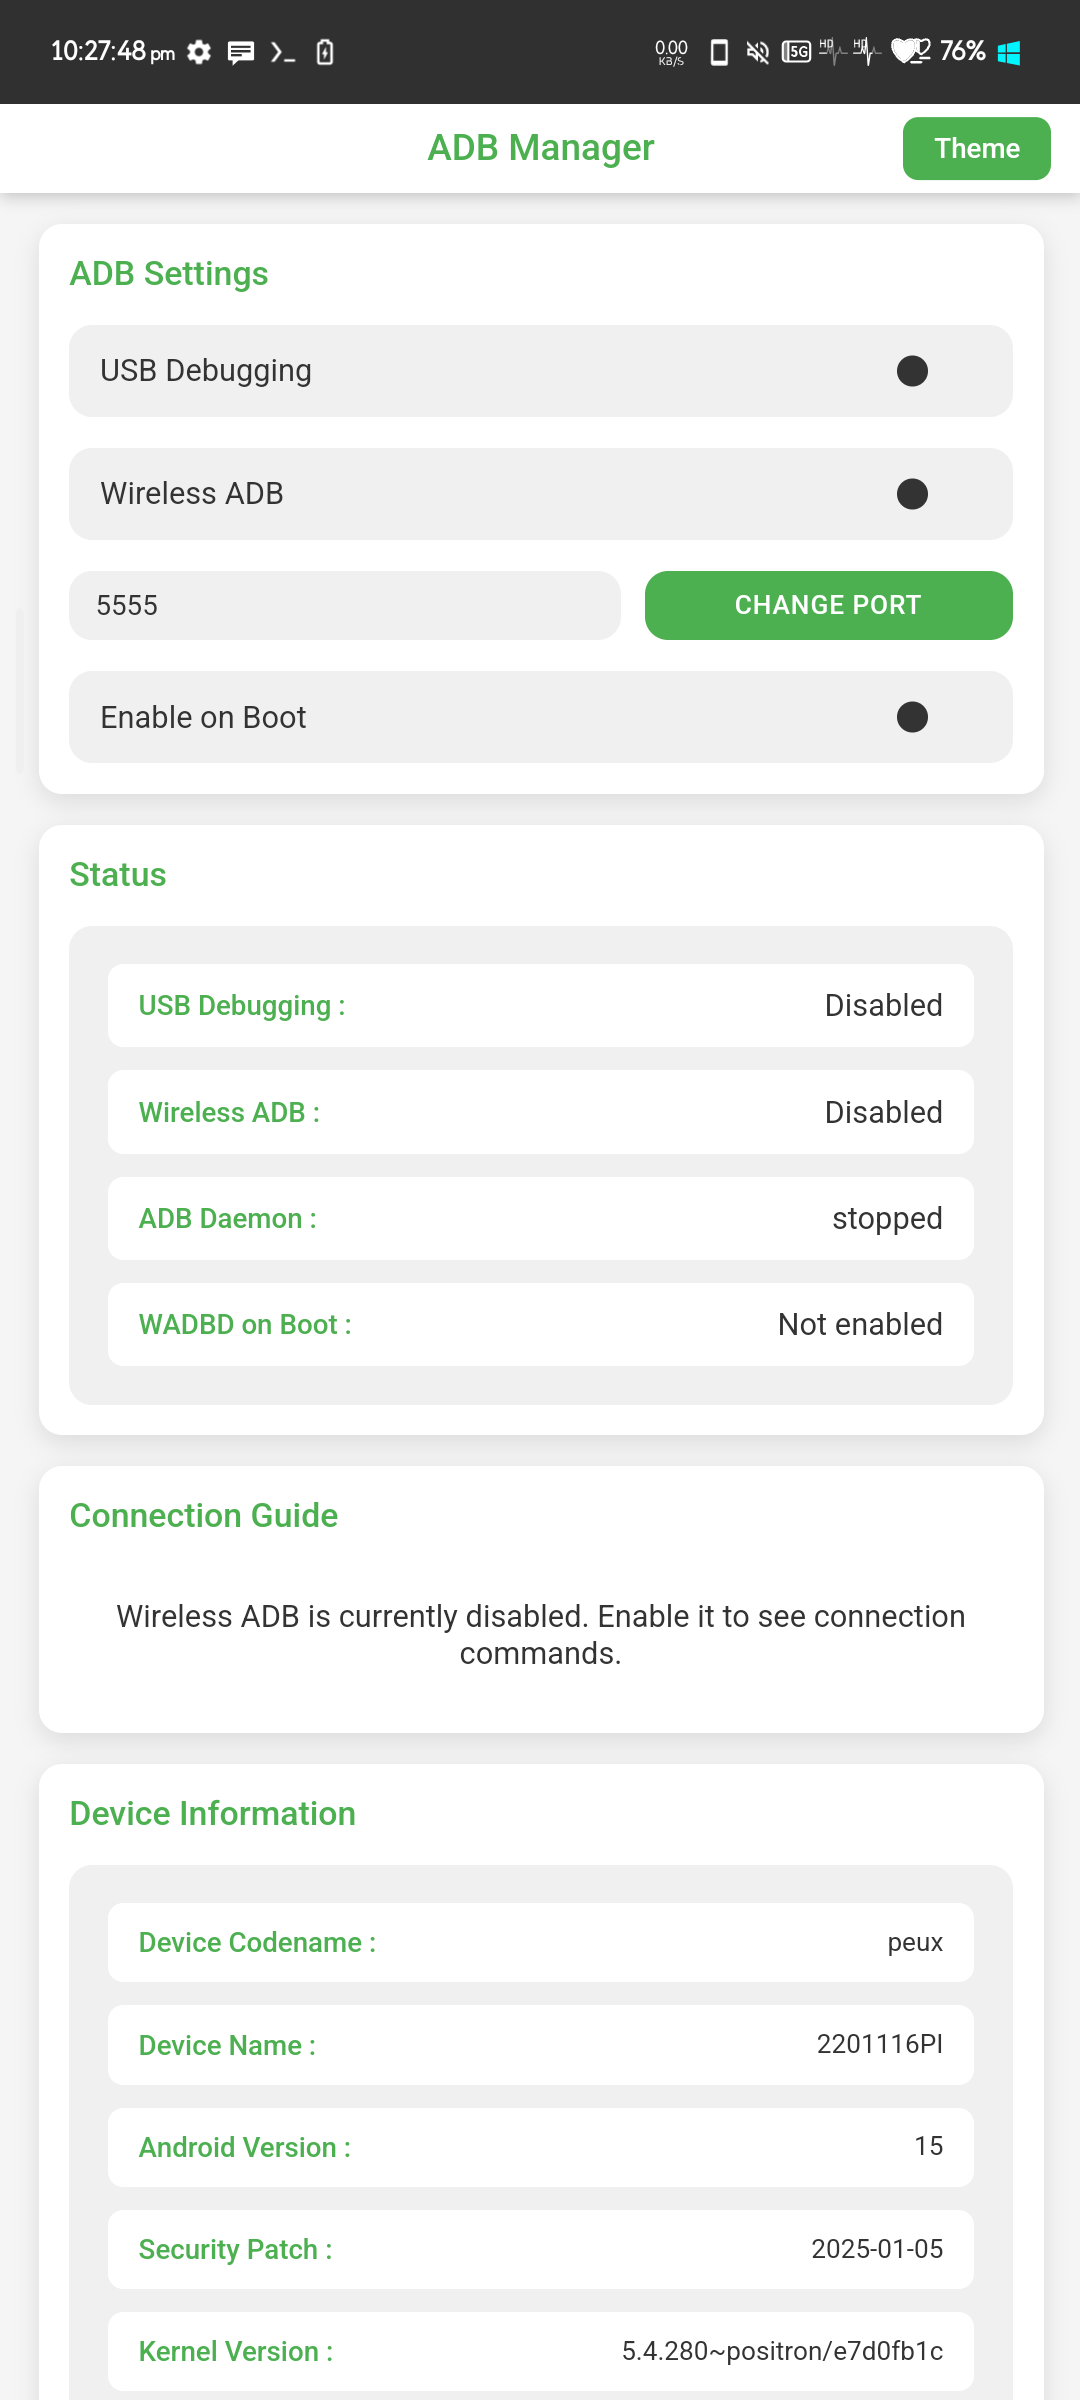 10:27:48 pm
0.00 KB/S 5G HD HD 76%
ADB Manager
Theme
ADB Settings
USB Debugging
Wireless ADB
5555
CHANGE PORT
Enable on Boot
Status
USB Debugging : Disabled
Wireless ADB : Disabled
ADB Daemon : stopped
WADBD on Boot : Not enabled
Connection Guide
Wireless ADB is currently disabled. Enable it to see connection
commands.
Device Information
Device Codename : peux
Device Name : 2201116PI
Android Version : 15
Security Patch : 2025-01-05
Kernel Version : 5.4.280~positron/e7d0fb1c